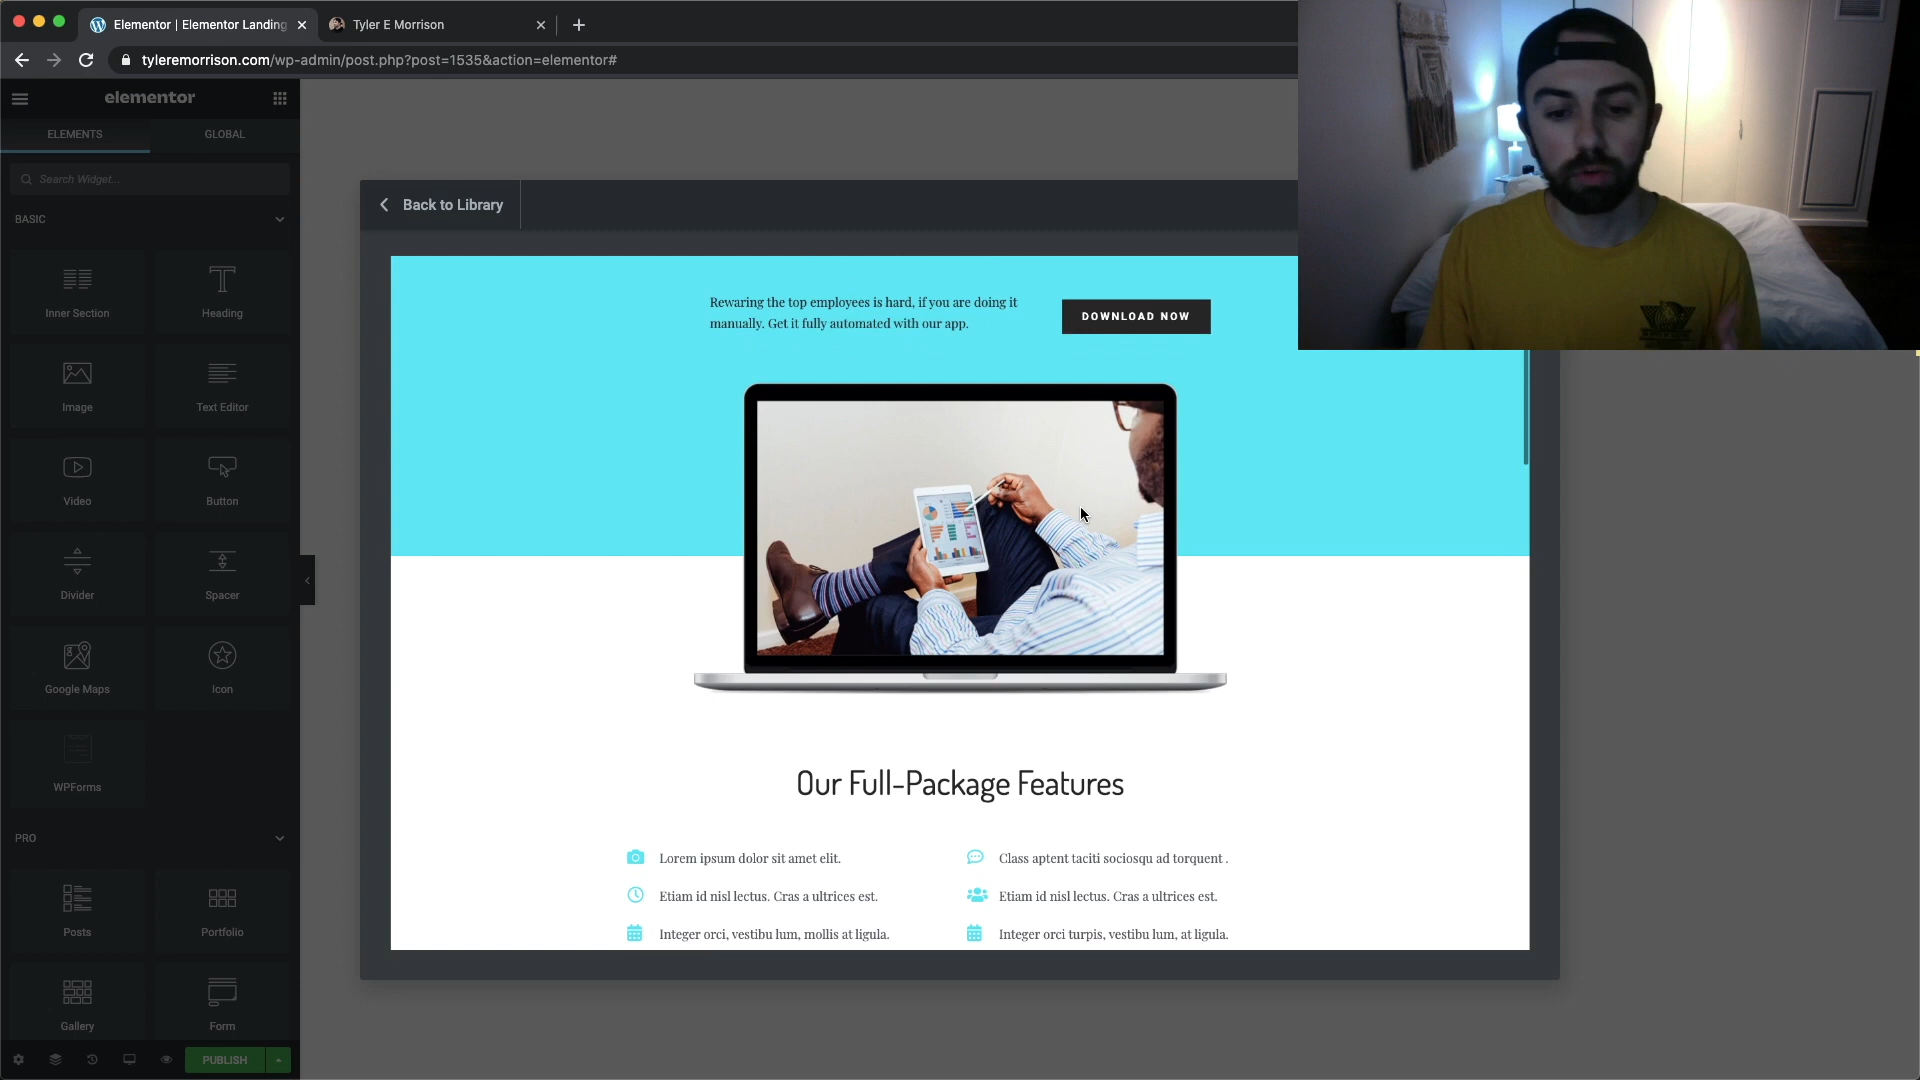 Elementor | Elementor Landing
Tyler E Morrison
tyleremorrison.com/wp-admin/post.php?post=1535&action=elementor#
elementor
ELEMENTS
GLOBAL
Search Widget...
BASIC
Inner Section
Heading
Image
Text Editor
Video
Button
Divider
Spacer
Google Maps
Icon
WPForms
PRO
Posts
Portfolio
Gallery
Form
PUBLISH
Back to Library
Rewaring the top employees is hard, if you are doing it
manually. Get it fully automated with our app.
DOWNLOAD NOW
Our Full-Package Features
Lorem ipsum dolor sit amet elit.
Class aptent taciti sociosqu ad torquent .
Etiam id nisl lectus. Cras a ultrices est.
Etiam id nisl lectus. Cras a ultrices est.
Integer orci, vestibu lum, mollis at ligula.
Integer orci turpis, vestibu lum, at ligula.